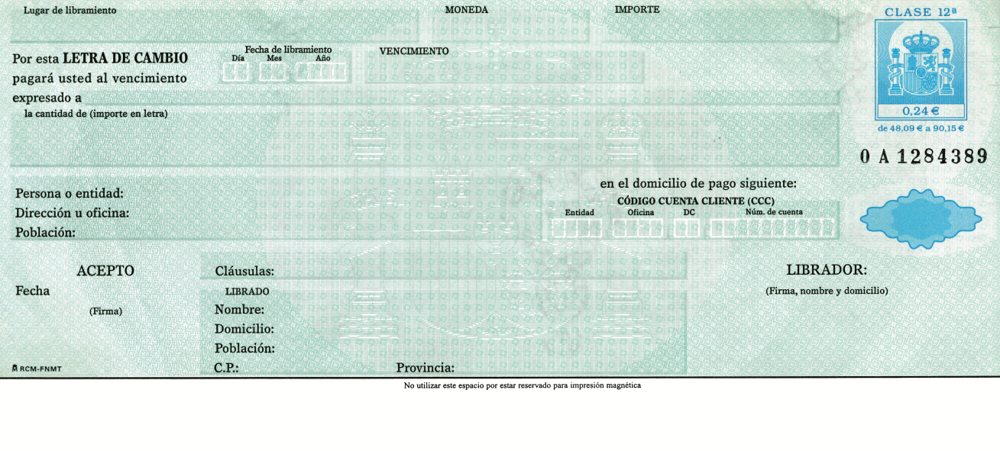 Lugar de libramiento
MONEDA
IMPORTE
CLASE 12ª
Por esta LETRA DE CAMBIO
pagará usted al vencimiento
expresado a
la cantidad de (importe en letra)
Fecha de libramiento
Día Mes Año
VENCIMIENTO
0,24 €
de 48,09 € a 90,15 €
0 A 1284389
Persona o entidad:
Dirección u oficina:
Población:
en el domicilio de pago siguiente:
CÓDIGO CUENTA CLIENTE (CCC)
Entidad Oficina DC Núm. de cuenta
ACEPTO
Fecha
(Firma)
Cláusulas:
LIBRADO
Nombre:
Domicilio:
Población:
C.P.: Provincia:
LIBRADOR:
(Firma, nombre y domicilio)
RCM-FNMT
No utilizar este espacio por estar reservado para impresión magnética